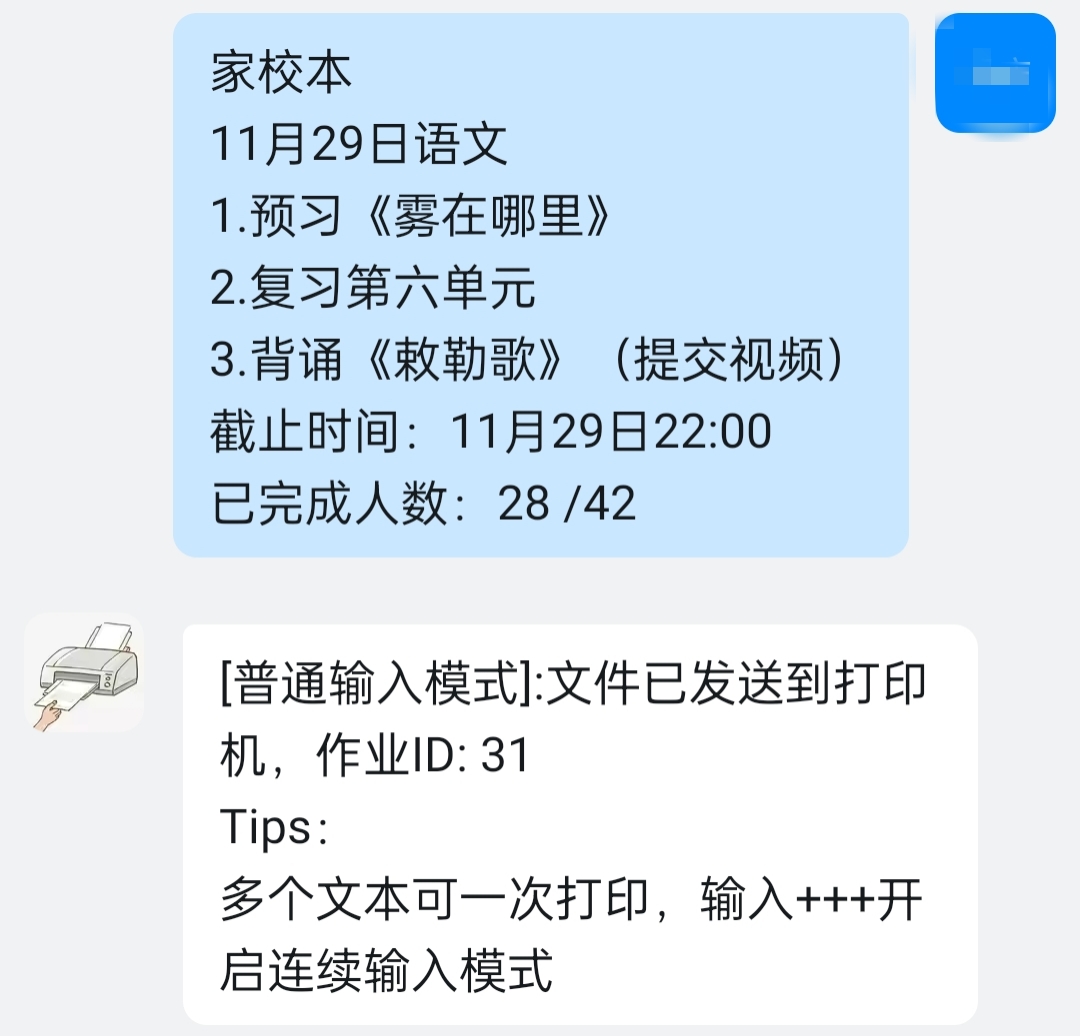 家校本
11月29日语文
1.预习《雾在哪里》
2.复习第六单元
3.背诵《敕勒歌》（提交视频）
截止时间：11月29日22:00
已完成人数：28 /42
[普通输入模式]:文件已发送到打印
机，作业ID: 31
Tips：
多个文本可一次打印，输入+++开
启连续输入模式